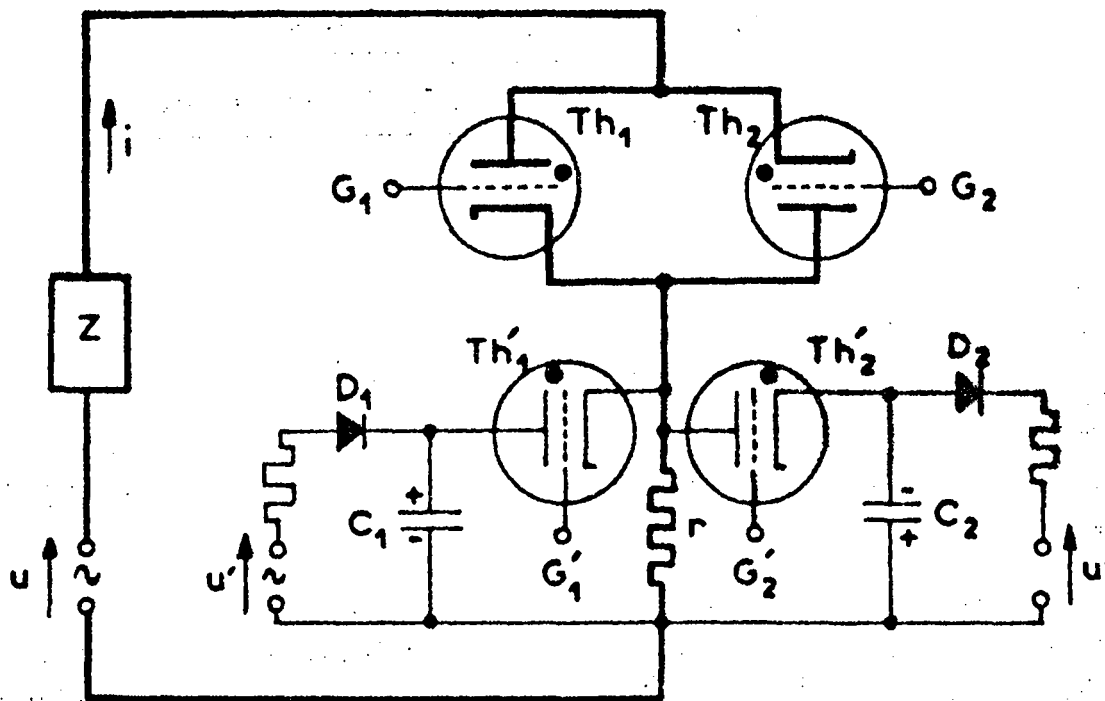 Th₁
Th₂
i
G₁
G₂
Z
Th′₁
Th′₂
D₁
D₂
+
-
C₁
-
+
C₂
r
G′₁
G′₂
u
~
u′
~
u